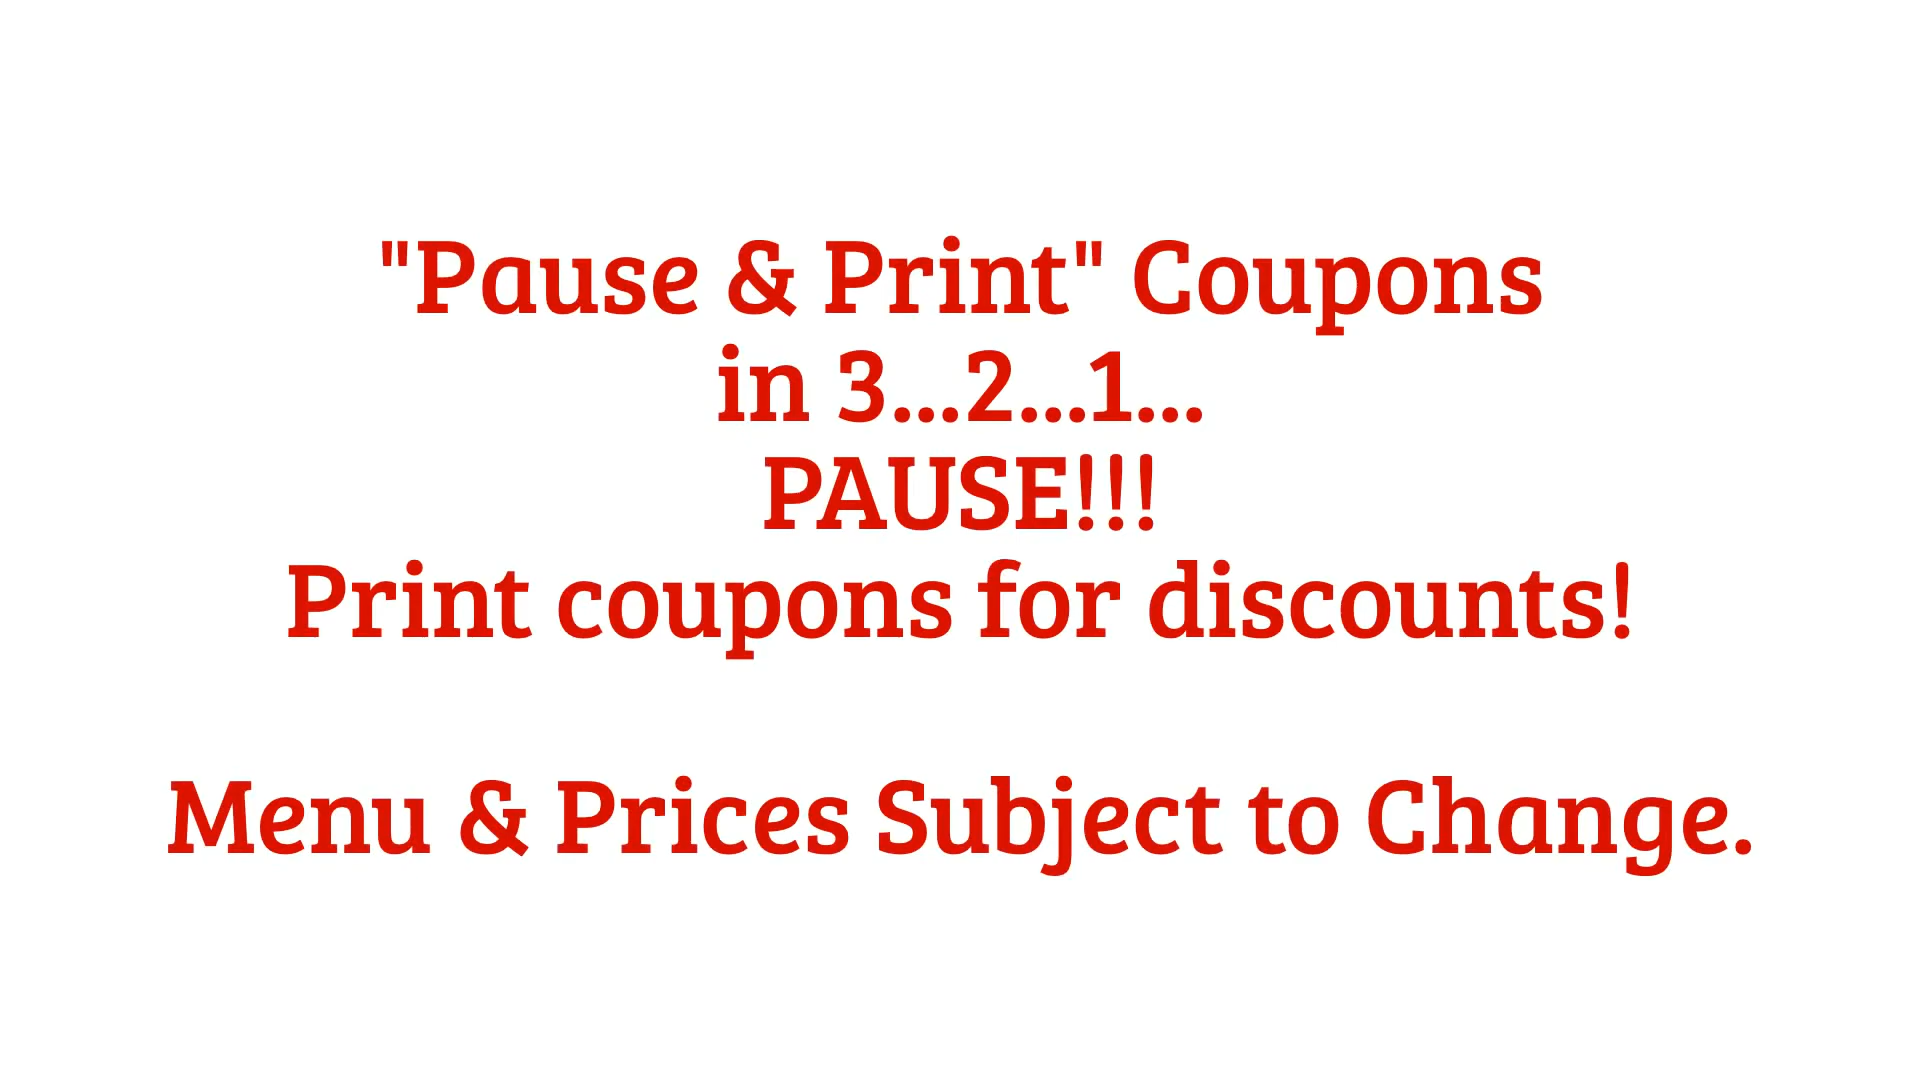 "Pause & Print" Coupons
in 3...2...1...
PAUSE!!!
Print coupons for discounts!
Menu & Prices Subject to Change.